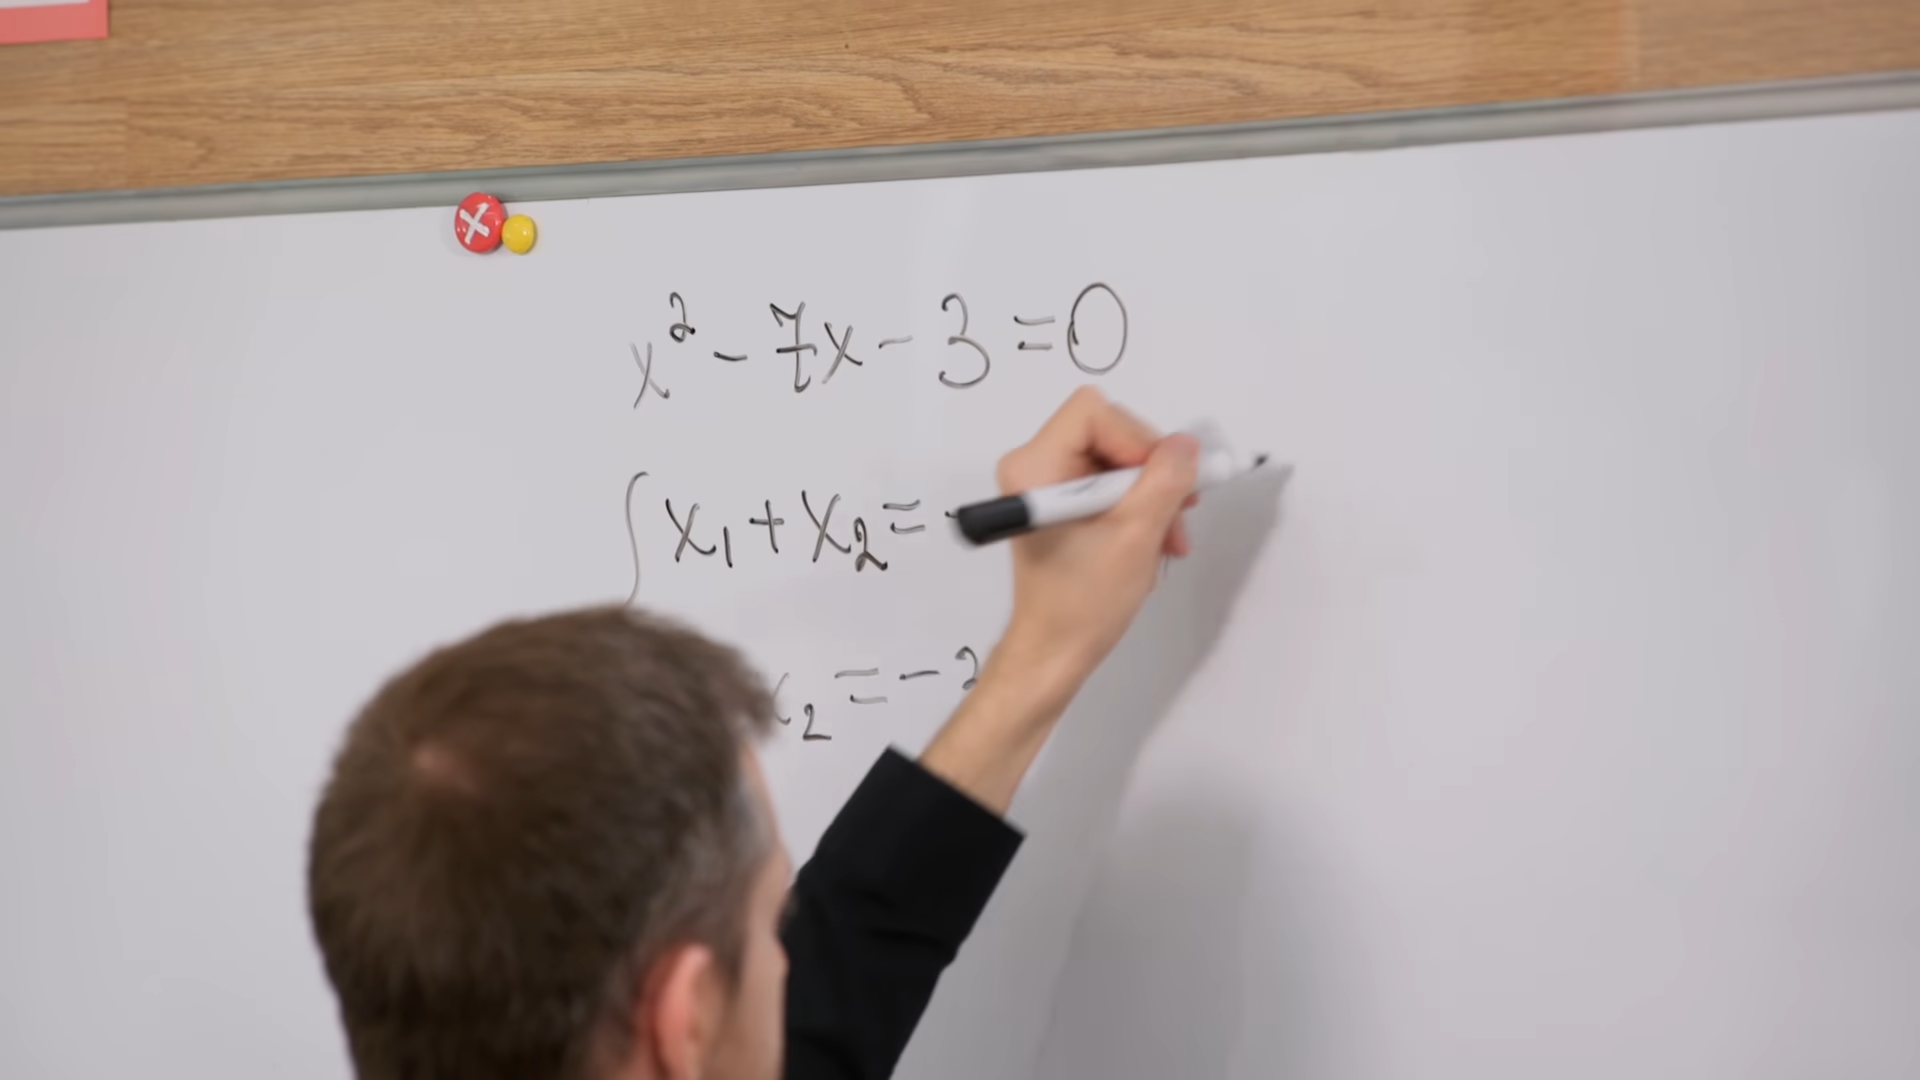 x² - 7x - 3 = 0
x₁ + x₂ =
x₂ = -